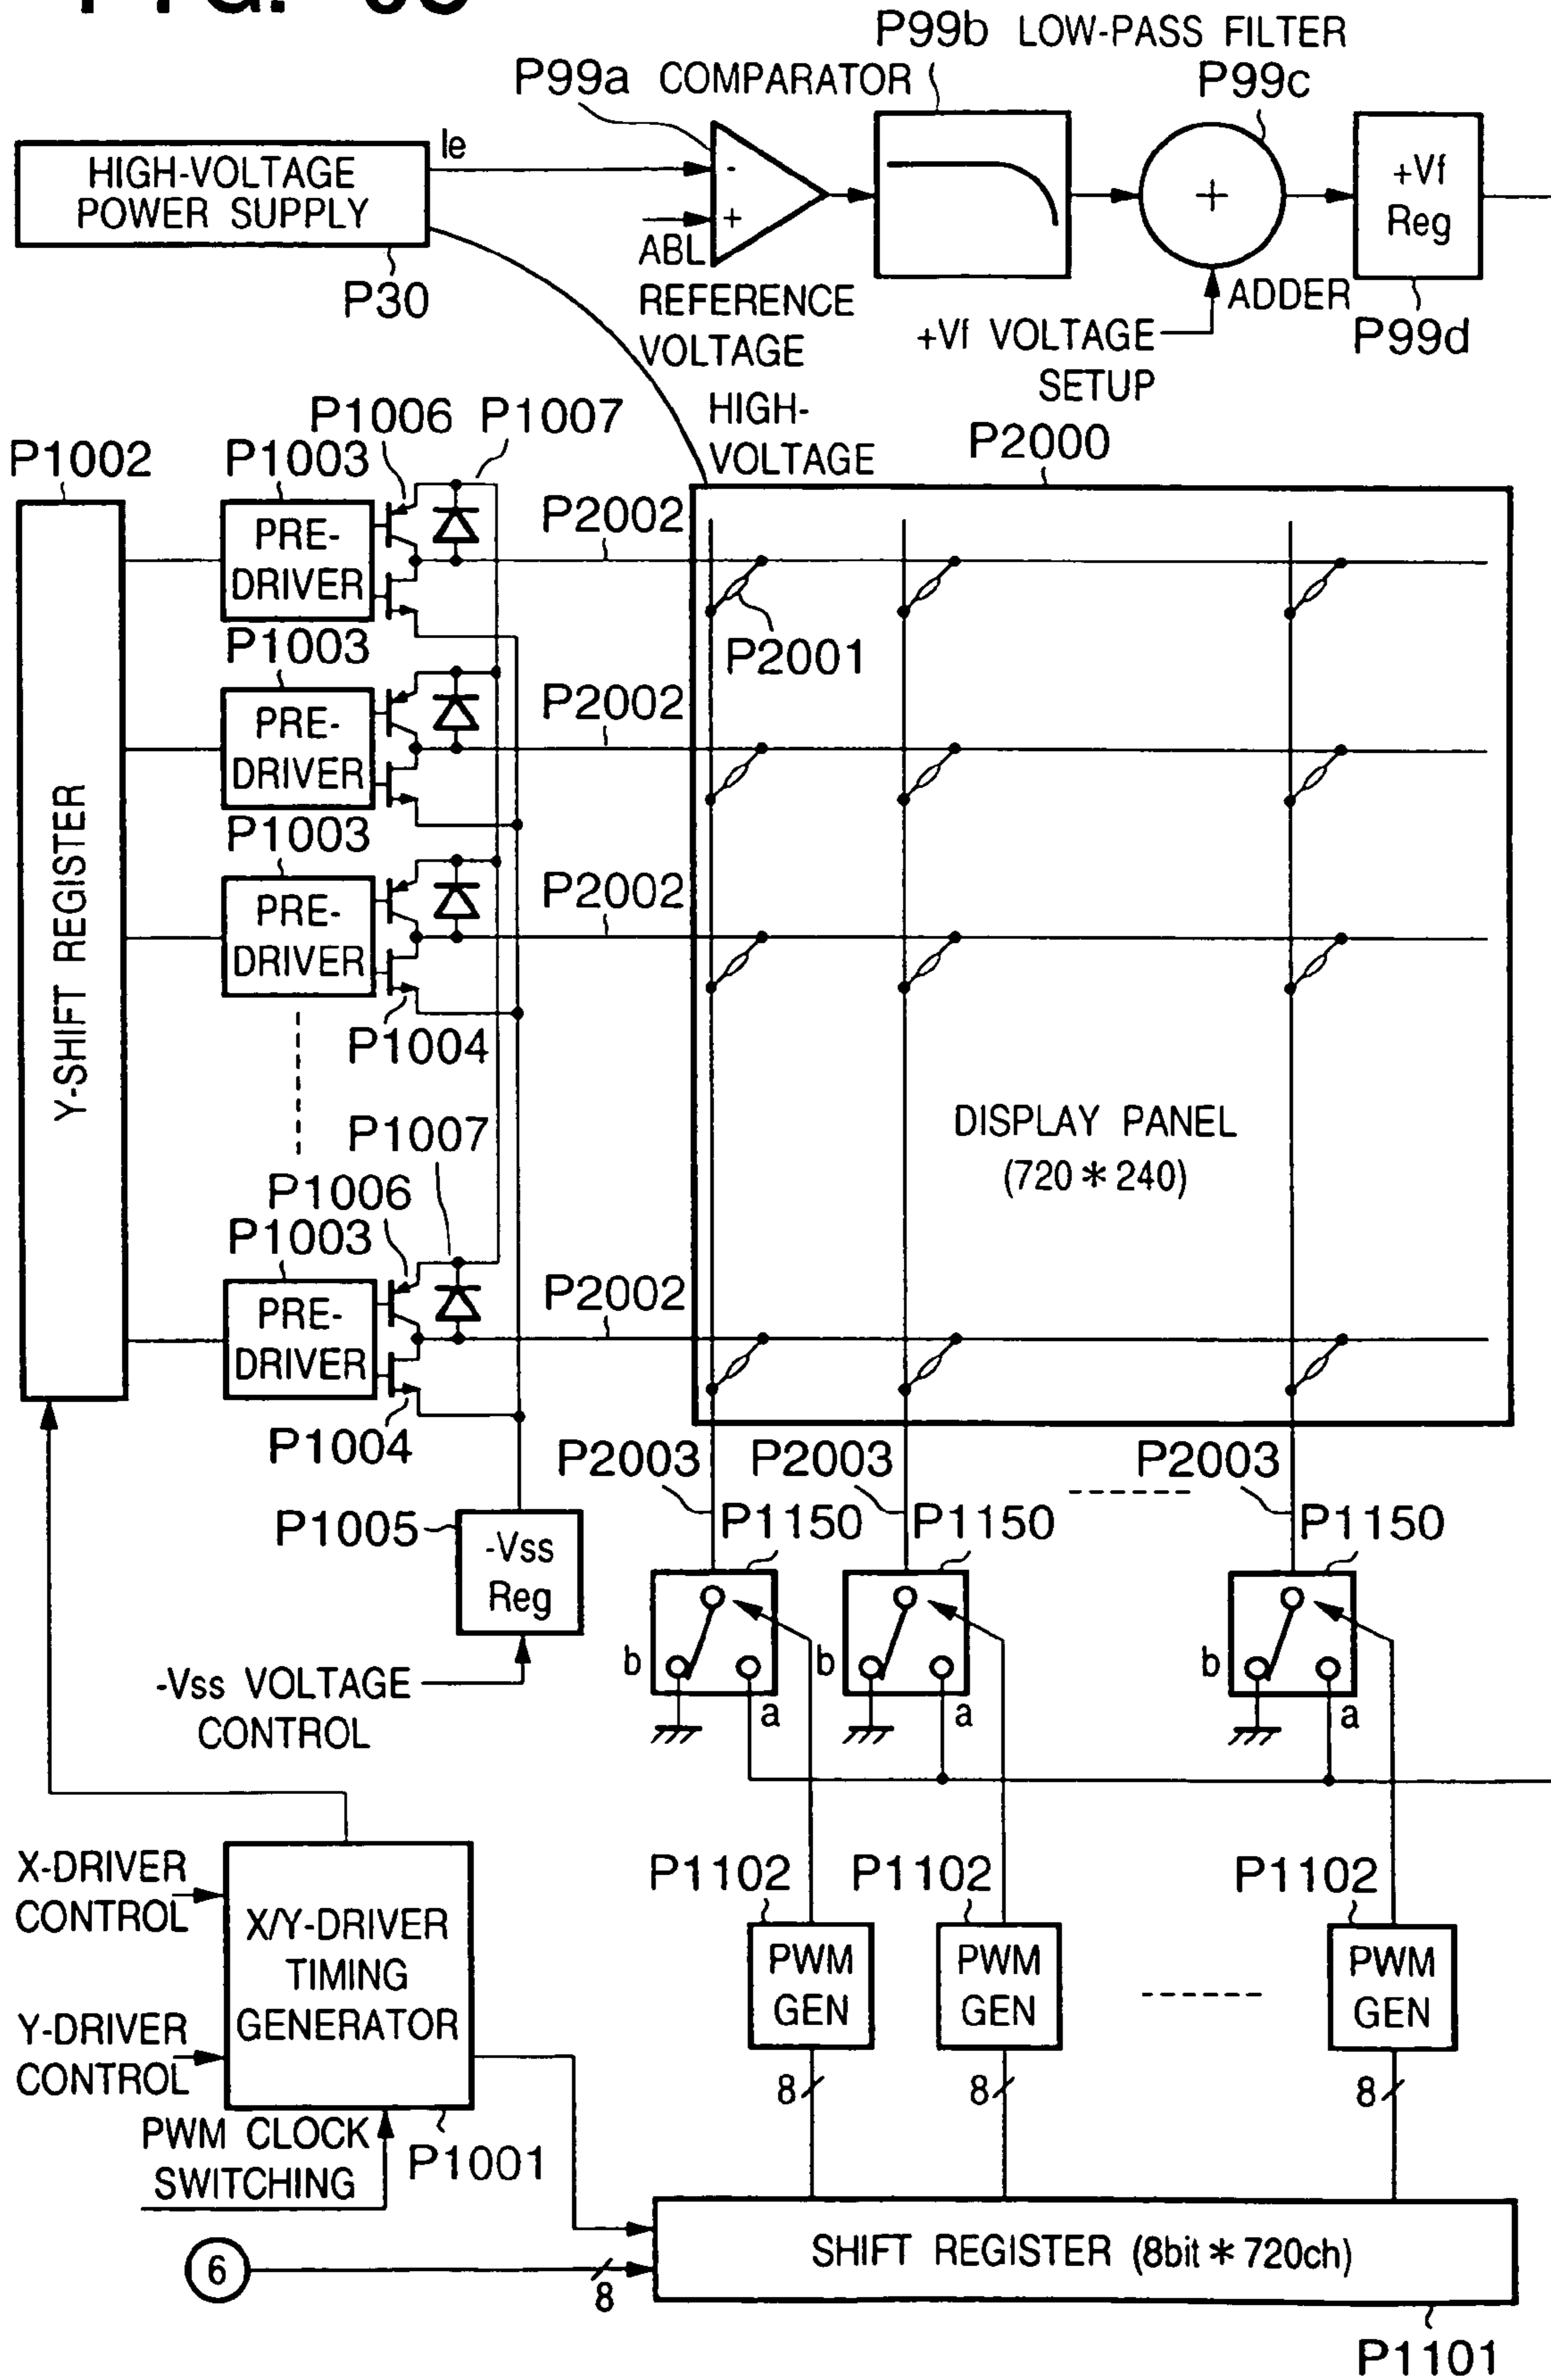 P99b LOW-PASS FILTER
P99a COMPARATOR
P99c
Ie
HIGH-VOLTAGE
POWER SUPPLY
-
+
+
+Vf
Reg
ABL
REFERENCE
VOLTAGE
P30
ADDER
+Vf VOLTAGE
SETUP
P99d
HIGH-
VOLTAGE
P2000
P1006 P1007
P1002
P1003
PRE-
DRIVER
P2002
P2001
P1003
PRE-
DRIVER
P2002
P1003
PRE-
DRIVER
P2002
P1004
Y-SHIFT REGISTER
DISPLAY PANEL
(720 * 240)
P1007
P1006
P1003
PRE-
DRIVER
P2002
P1004
P2003 P2003 P2003
P1005
-Vss
Reg
P1150 P1150 P1150
b b b
a a a
-Vss VOLTAGE
CONTROL
X-DRIVER
CONTROL
X/Y-DRIVER
TIMING
GENERATOR
Y-DRIVER
CONTROL
P1102 P1102 P1102
PWM
GEN
PWM
GEN
PWM
GEN
8 8 8
PWM CLOCK
SWITCHING
P1001
SHIFT REGISTER (8bit * 720ch)
6
8
P1101